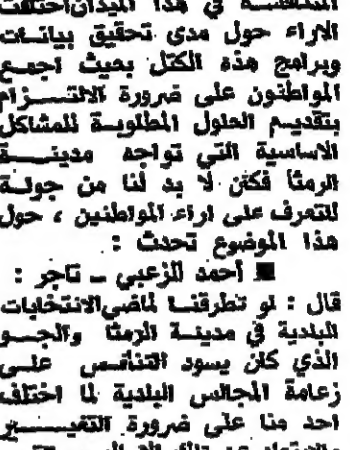 المنافسة في هذا الميدان اختلفت
الاراء حول مدى تحقيق بيانات
وبرامج هذة الكتل بحيث اجمع
المواطنون على ضرورة الالتزام
بتقديم الحلول المطلوبة للمشاكل
الاساسية التي تواجه مدينة
الرمثا فكان لا بد لنا من جولة
للتعرف على اراء المواطنين ، حول
هذا الموضوع تحدث :
■ أحمد الزعبي ـ تاجر :
قال : لو تطرقنا لماضي الانتخابات
البلدية في مدينة الرمثا والجو
الذي كان يسود التنافس على
زعامة المجالس البلدية لما اختلف
احد منا على ضرورة التغيير